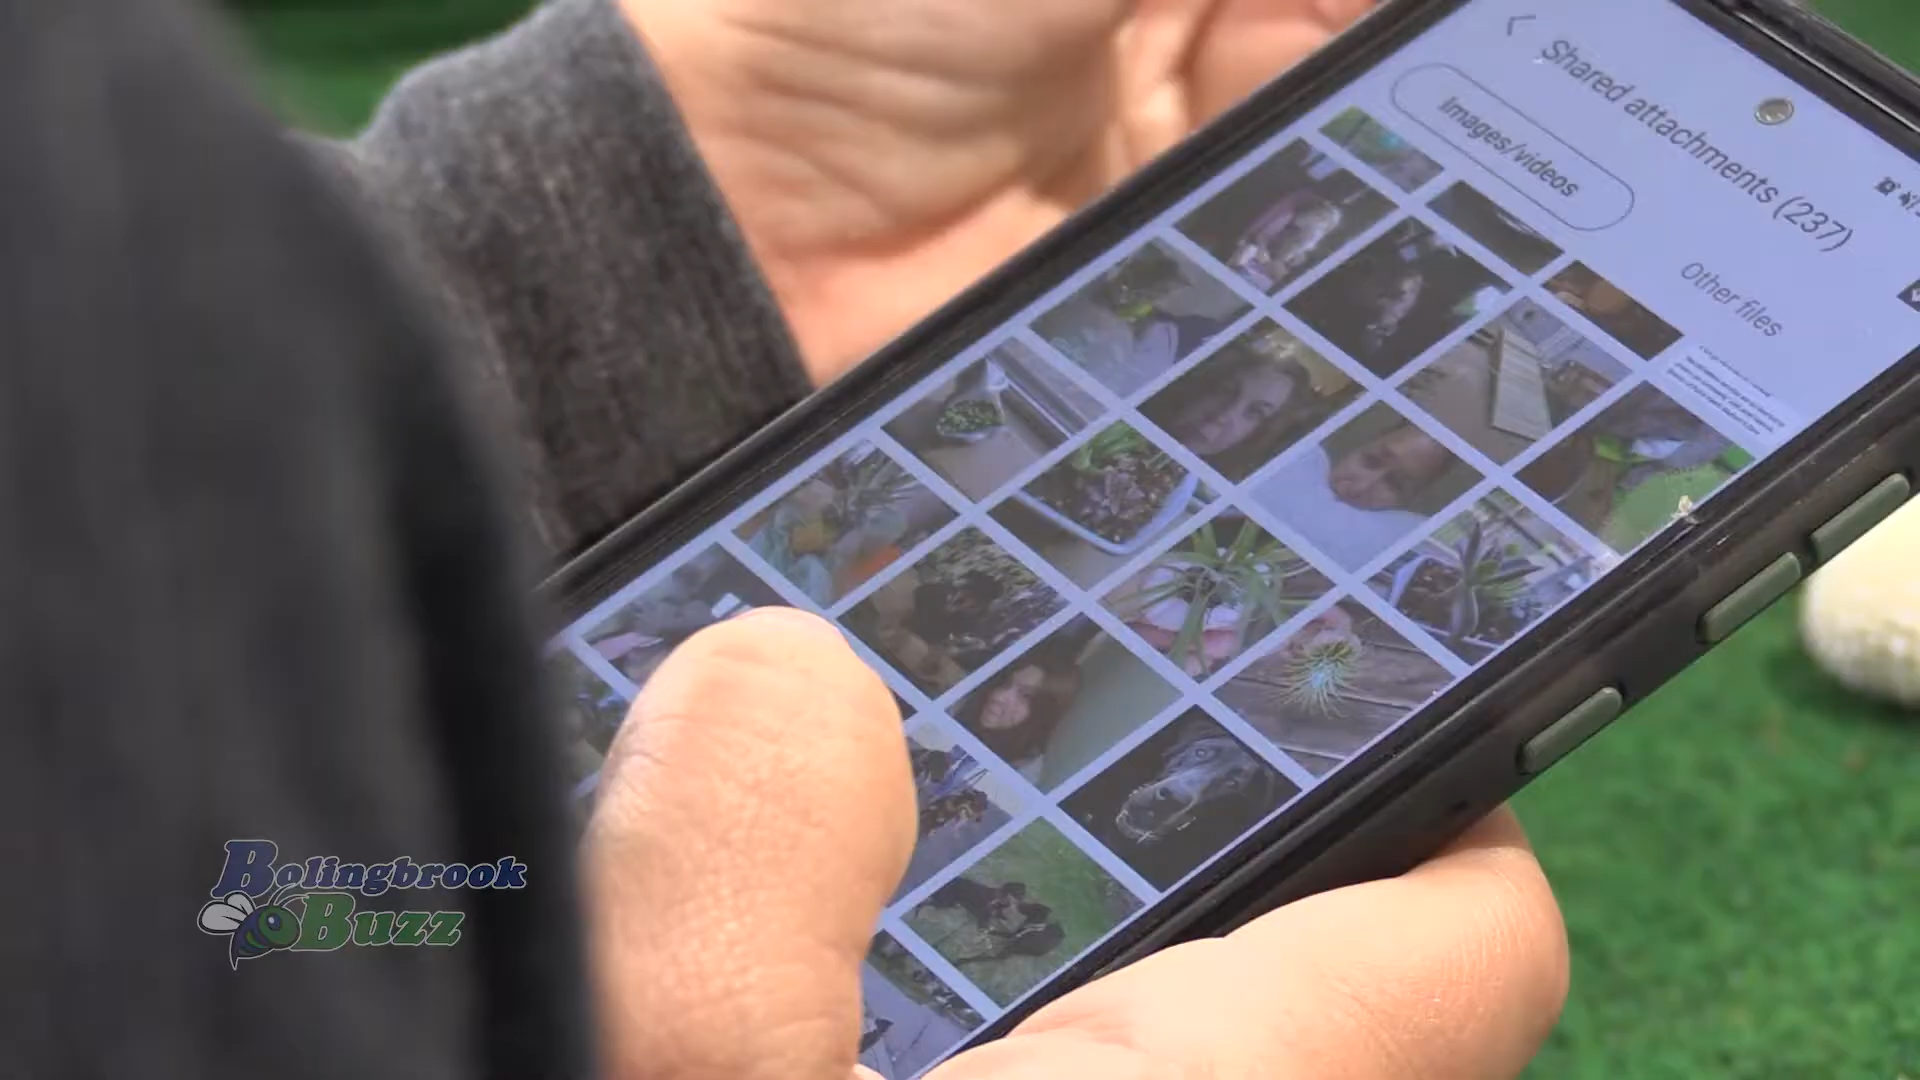 Shared attachments (237)
Images/videos
Other files
Bolingbrook
Buzz